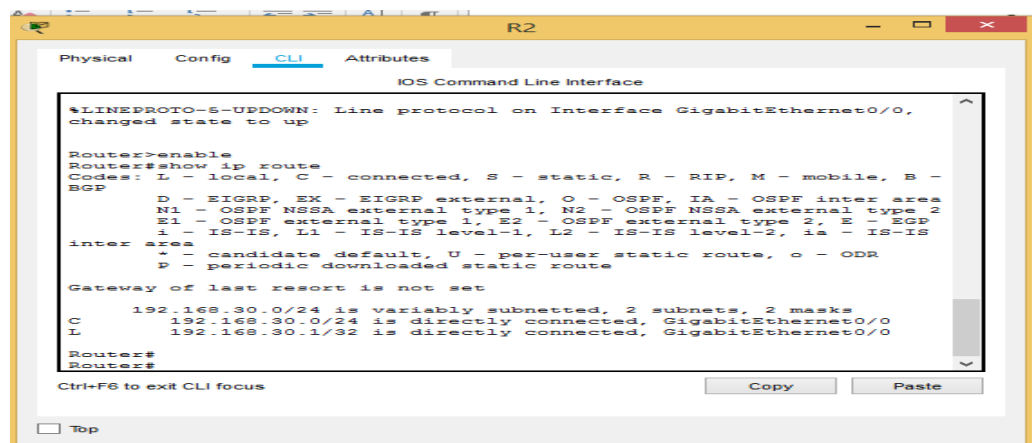 R2
Physical Config CLI Attributes
IOS Command Line Interface
%LINEPROTO-5-UPDOWN: Line protocol on Interface GigabitEthernet0/0,
changed state to up
Router>enable
Router#show ip route
Codes: L - local, C - connected, S - static, R - RIP, M - mobile, B -
BGP
D - EIGRP, EX - EIGRP external, O - OSPF, IA - OSPF inter area
N1 - OSPF NSSA external type 1, N2 - OSPF NSSA external type 2
E1 - OSPF external type 1, E2 - OSPF external type 2, E - EGP
i - IS-IS, L1 - IS-IS level-1, L2 - IS-IS level-2, ia - IS-IS
inter area
* - candidate default, U - per-user static route, o - ODR
P - periodic downloaded static route
Gateway of last resort is not set
192.168.30.0/24 is variably subnetted, 2 subnets, 2 masks
C 192.168.30.0/24 is directly connected, GigabitEthernet0/0
L 192.168.30.1/32 is directly connected, GigabitEthernet0/0
Router#
Router#
Ctrl+F6 to exit CLI focus
Copy Paste
Top